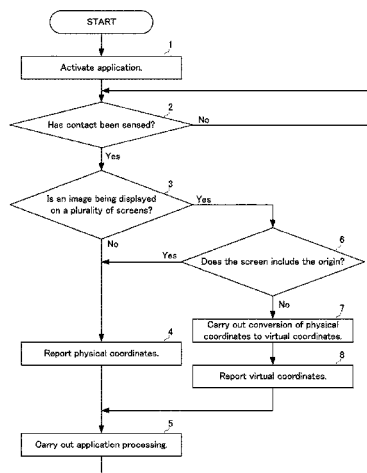 START
1
Activate application.
2
Has contact been sensed?
No
Yes
3
Is an image being displayed
on a plurality of screens?
Yes
No
6
Does the screen include the origin?
Yes
No
7
Carry out conversion of physical
coordinates to virtual coordinates.
4
Report physical coordinates.
8
Report virtual coordinates.
5
Carry out application processing.